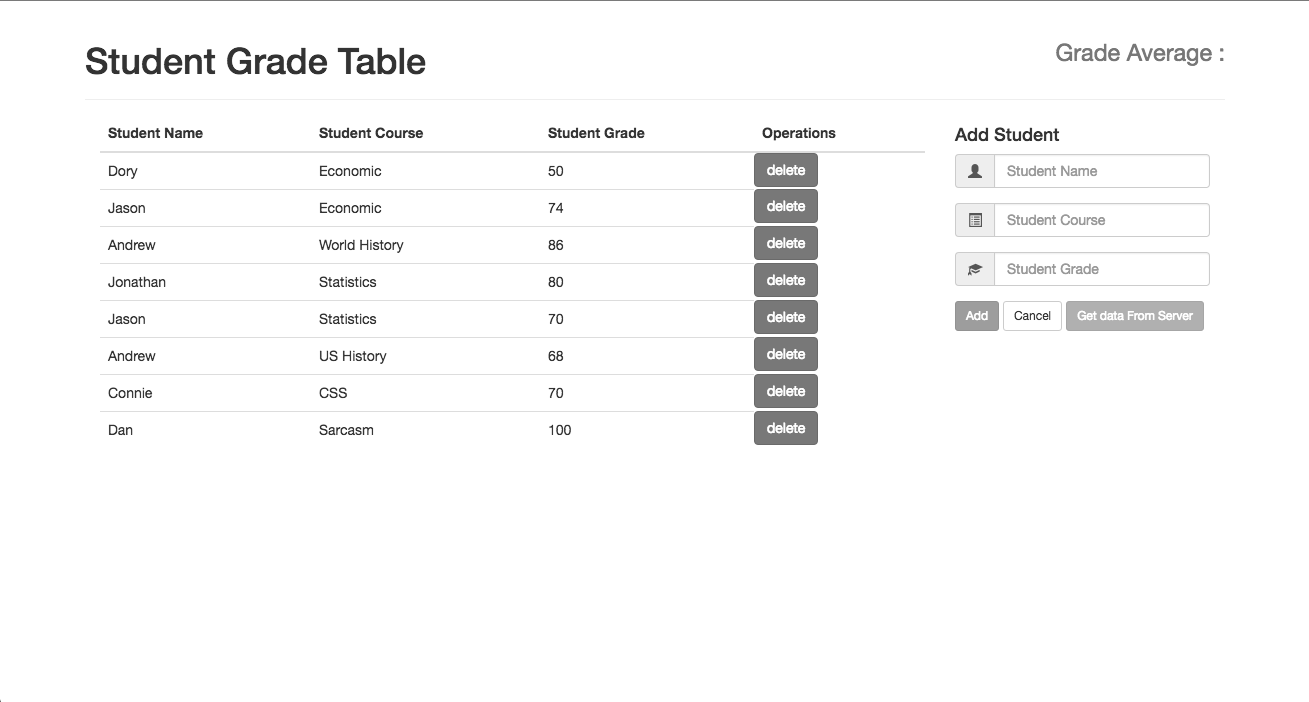 Student Grade Table
Grade Average :
Student Name Student Course Student Grade Operations
Dory Economic 50 delete
Jason Economic 74 delete
Andrew World History 86 delete
Jonathan Statistics 80 delete
Jason Statistics 70 delete
Andrew US History 68 delete
Connie CSS 70 delete
Dan Sarcasm 100 delete
Add Student
Student Name
Student Course
Student Grade
Add Cancel Get data From Server